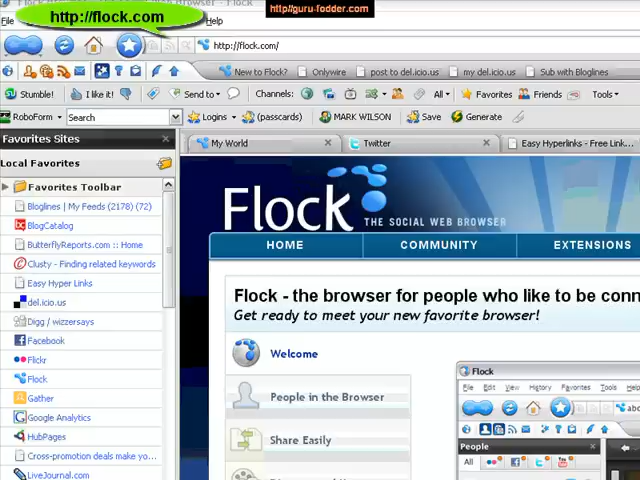 http://flock.com
http://guru-fodder.com
http://flock.com/
New to Flock?
Onlywire
post to del.icio.us
my del.icio.us
Sub with Bloglines
Stumble!
I like it!
Send to
Channels:
All
Favorites
Friends
Tools
RoboForm
Search
Logins
(passcards)
MARK WILSON
Save
Generate
Favorites Sites
My World
Twitter
Easy Hyperlinks - Free Link...
Local Favorites
Favorites Toolbar
Bloglines | My Feeds (2178) (72)
BlogCatalog
ButterflyReports.com :: Home
Clusty - Finding related keywords
Easy Hyper Links
del.icio.us
Digg / wizzersays
Facebook
Flickr
Flock
Gather
Google Analytics
HubPages
Cross-promotion deals make yo...
LiveJournal.com
Flock
THE SOCIAL WEB BROWSER
HOME
COMMUNITY
EXTENSIONS
Flock - the browser for people who like to be conn
Get ready to meet your new favorite browser!
Welcome
People in the Browser
Share Easily
Flock
File Edit View History Favorites Tools
People
All